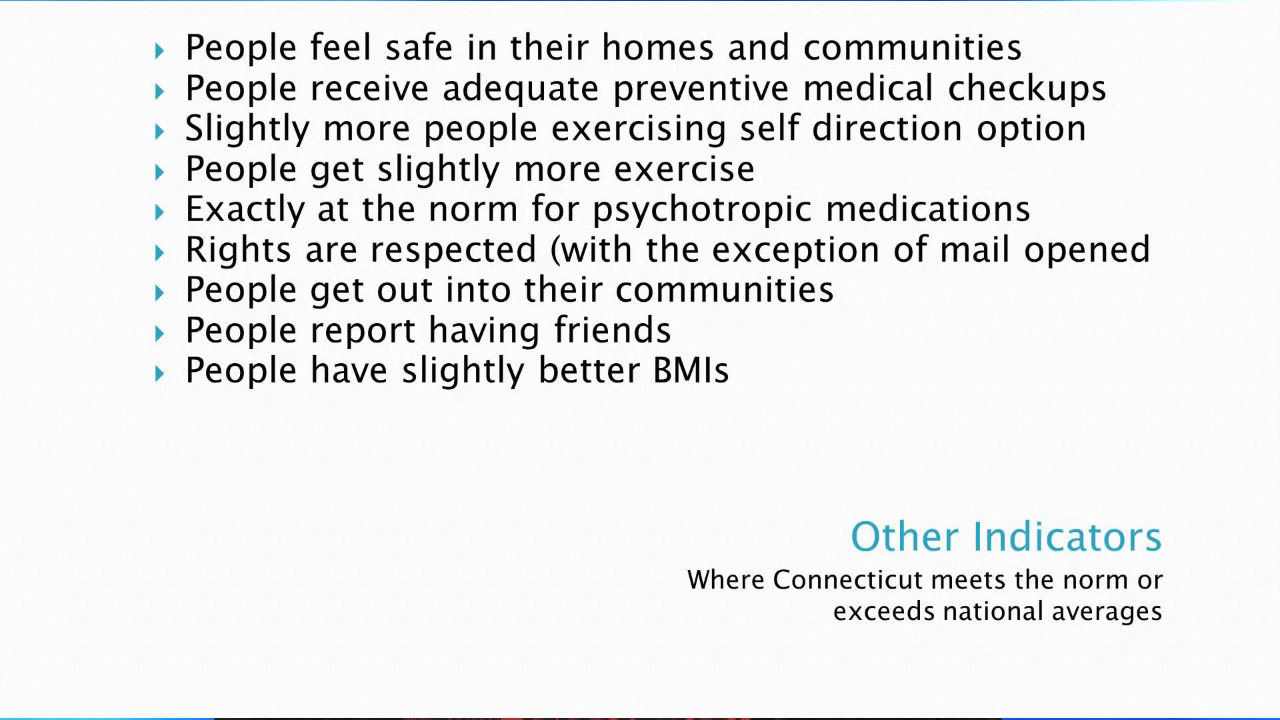 People feel safe in their homes and communities
People receive adequate preventive medical checkups
Slightly more people exercising self direction option
People get slightly more exercise
Exactly at the norm for psychotropic medications
Rights are respected (with the exception of mail opened
People get out into their communities
People report having friends
People have slightly better BMIs
Other Indicators
Where Connecticut meets the norm or
exceeds national averages